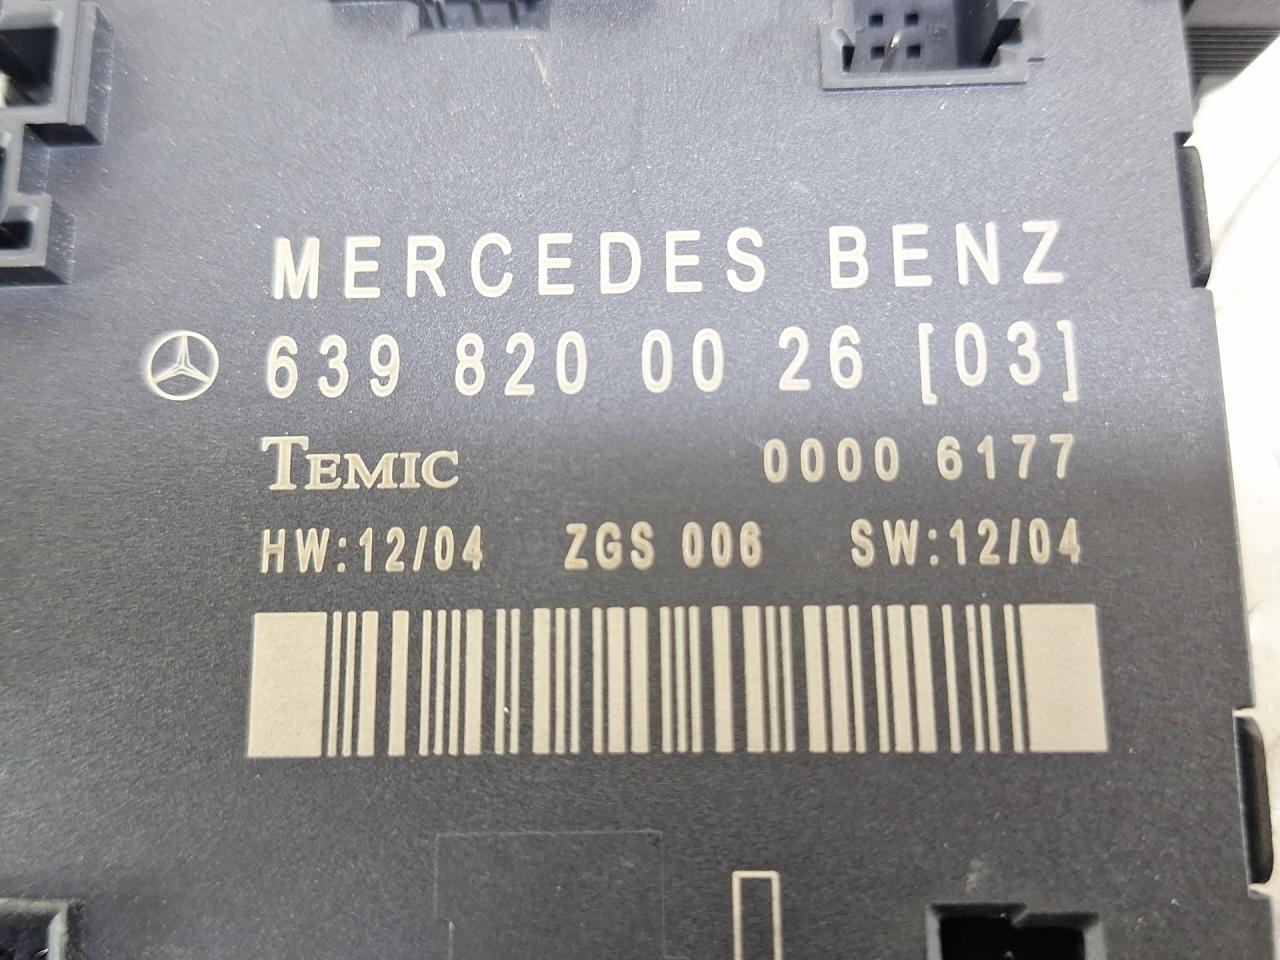 MERCEDES BENZ
639 820 00 26 [03]
TEMIC 0000 6177
HW:12/04 ZGS 006 SW:12/04